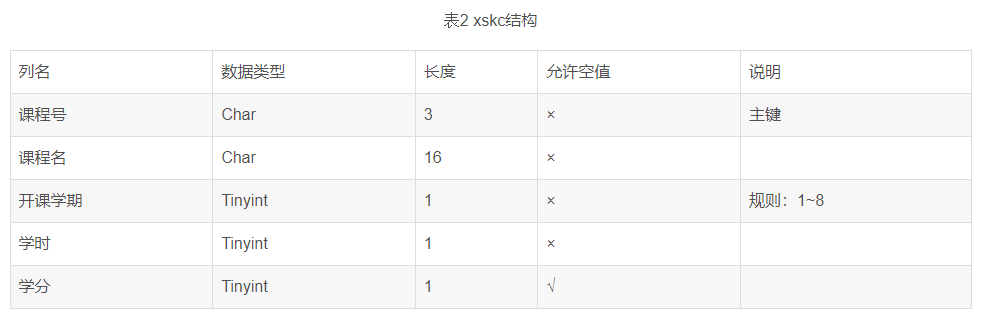 表2 xskc结构
列名 数据类型 长度 允许空值 说明
课程号 Char 3 × 主键
课程名 Char 16 ×
开课学期 Tinyint 1 × 规则：1~8
学时 Tinyint 1 ×
学分 Tinyint 1 √